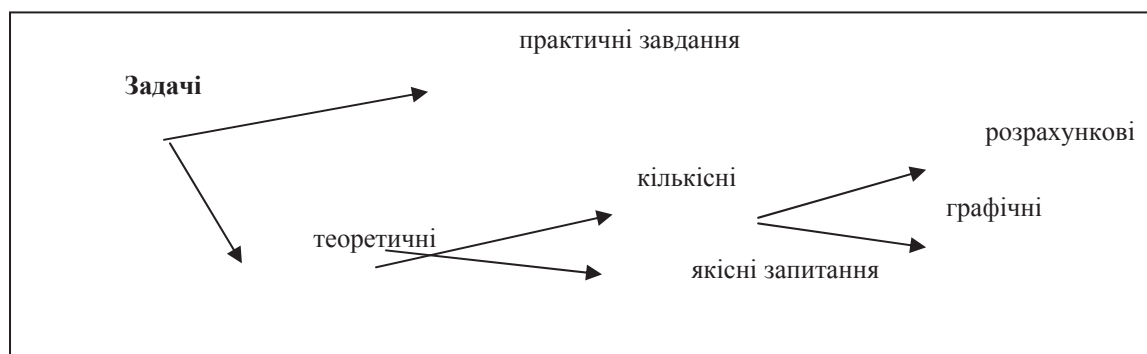 практичні завдання
Задачі
розрахункові
кількісні
графічні
теоретичні
якісні запитання